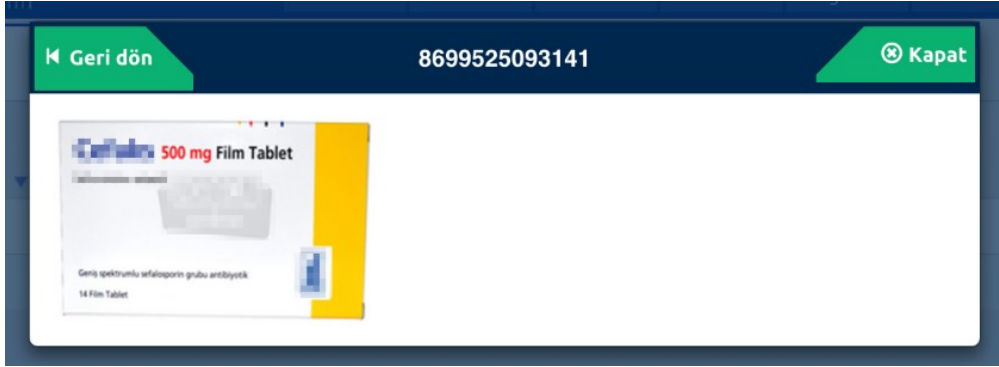 Geri dön
8699525093141
Kapat
500 mg Film Tablet
Geniş spektrumlu sefalosporin grubu antibiyotik
14 Film Tablet